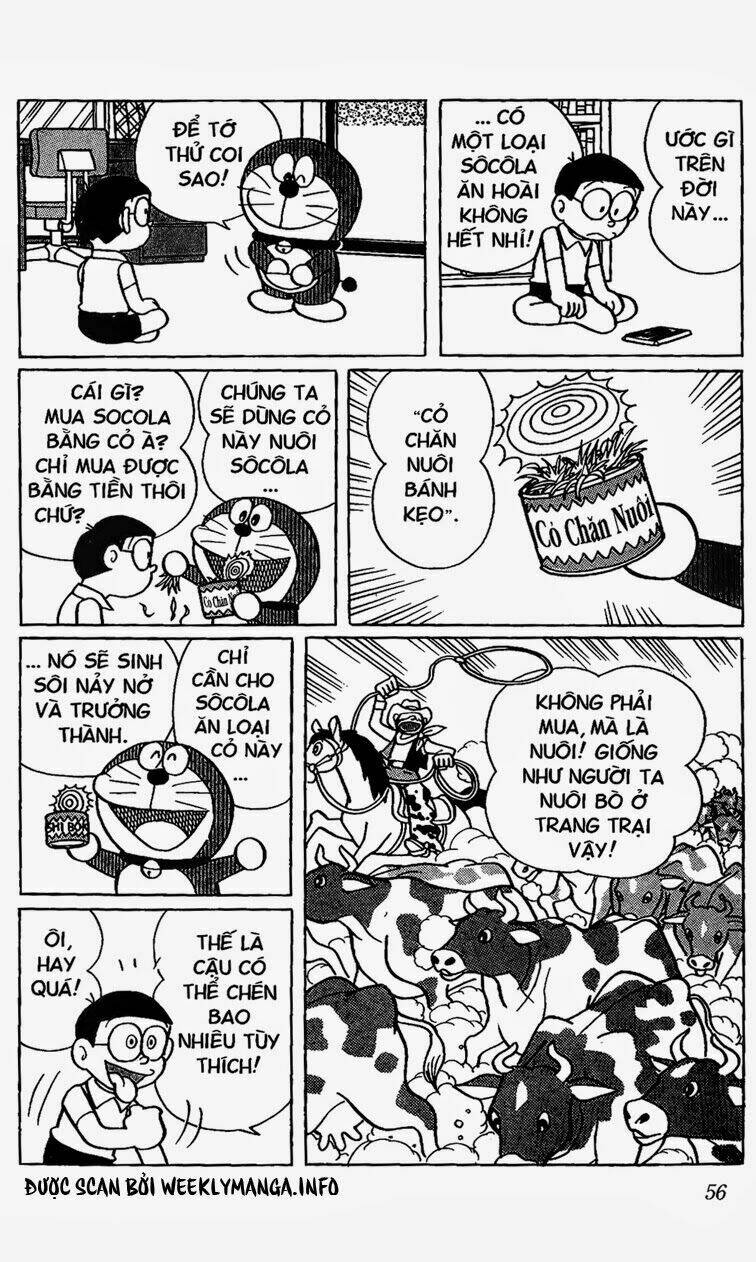 ƯỚC GÌ
TRÊN
ĐỜI
NÀY...
... CÓ
MỘT LOẠI
SÔCÔLA
ĂN HOÀI
KHÔNG
HẾT NHỈ!
ĐỂ TỚ
THỬ COI
SAO!
"CỎ
CHĂN
NUÔI
BÁNH
KẸO".
Cỏ Chăn Nuôi
CHÚNG TA
SẼ DÙNG CỎ
NÀY NUÔI
SÔCÔLA
...
CÁI GÌ?
MUA SOCOLA
BẰNG CỎ À?
CHỈ MUA ĐƯỢC
BẰNG TIỀN THÔI
CHỨ?
Cỏ Chăn Nuôi
KHÔNG PHẢI
MUA, MÀ LÀ
NUÔI! GIỐNG
NHƯ NGƯỜI TA
NUÔI BÒ Ở
TRANG TRẠI
VẬY!
CHỈ
CẦN CHO
SÔCÔLA
ĂN LOẠI
CỎ NÀY
...
... NÓ SẼ SINH
SÔI NẢY NỞ
VÀ TRƯỞNG
THÀNH.
THẾ LÀ
CẬU CÓ
THỂ CHÉN
BAO
NHIÊU TÙY
THÍCH!
ÔI,
HAY
QUÁ!
ĐƯỢC SCAN BỞI WEEKLYMANGA.INFO
56